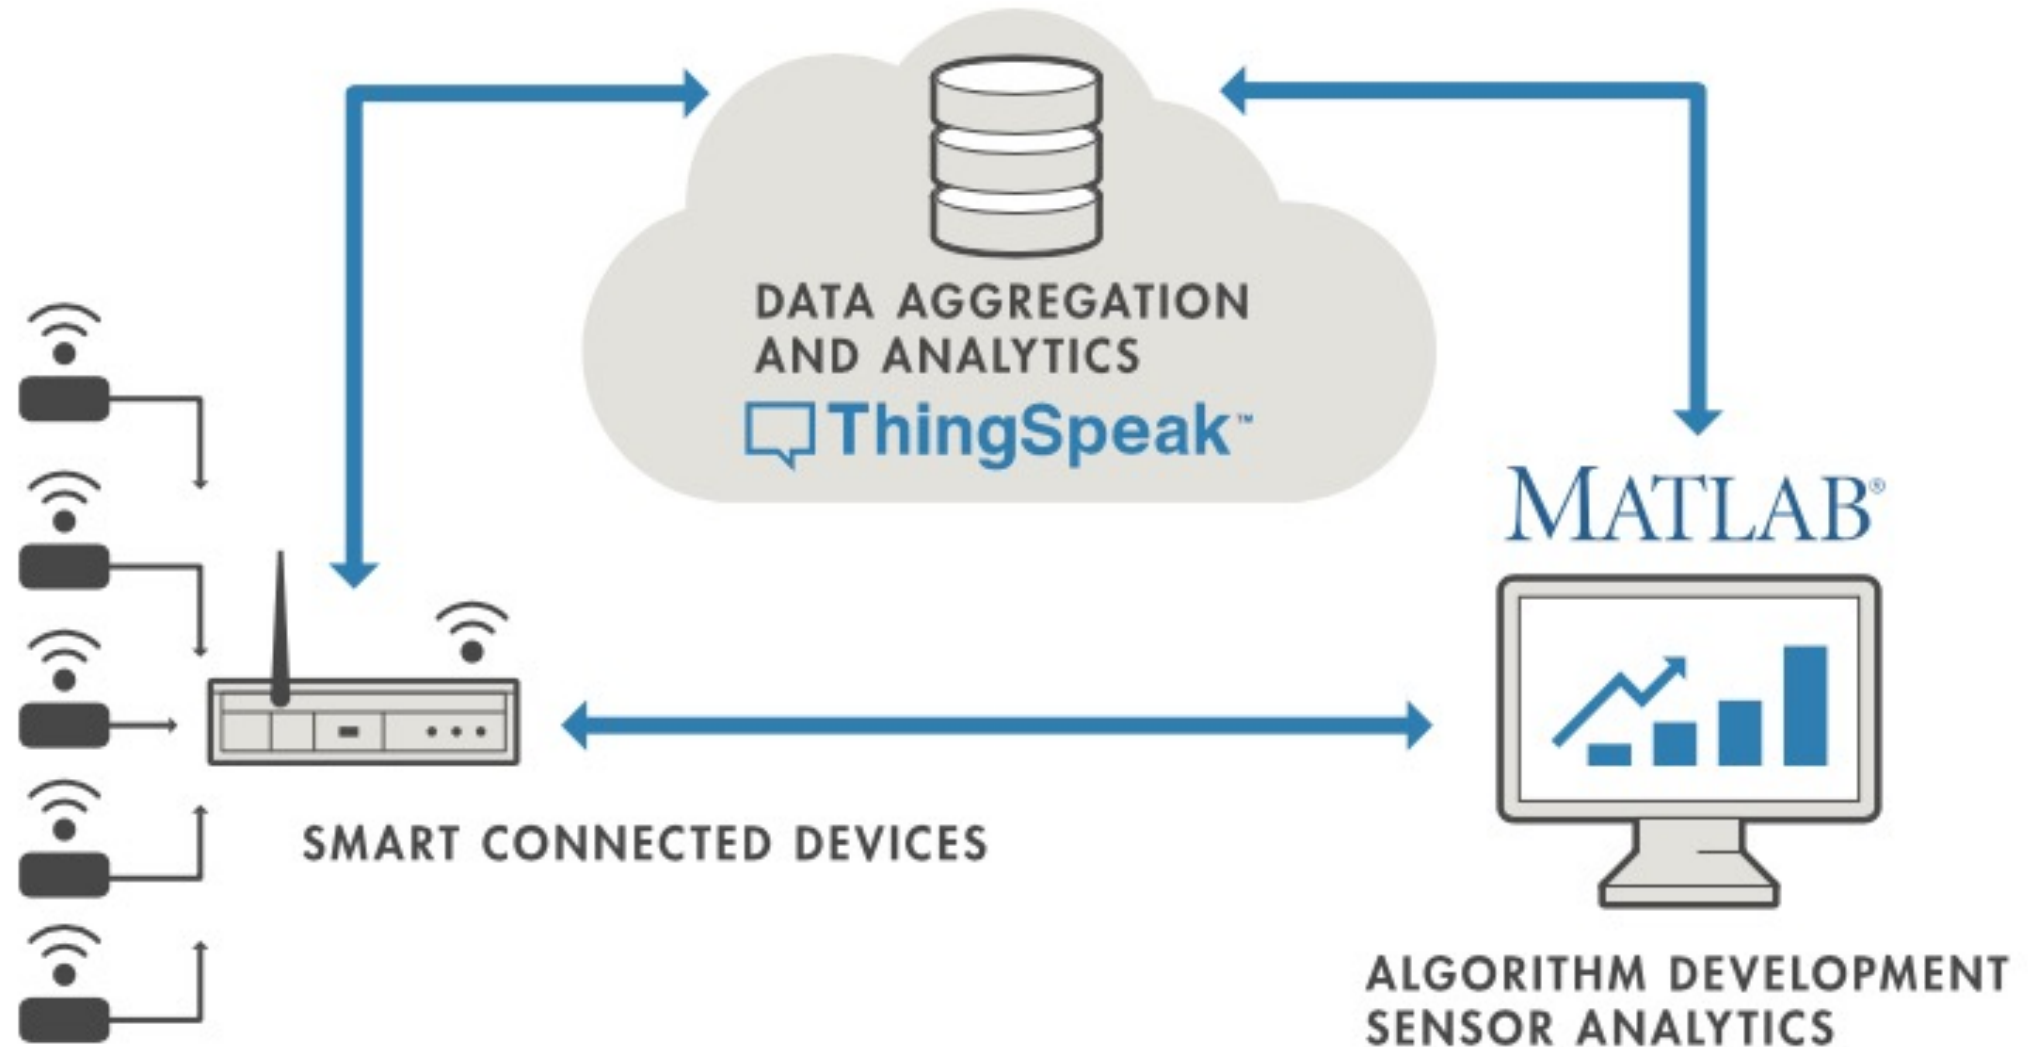 DATA AGGREGATION
AND ANALYTICS
ThingSpeak™
MATLAB®
SMART CONNECTED DEVICES
ALGORITHM DEVELOPMENT
SENSOR ANALYTICS